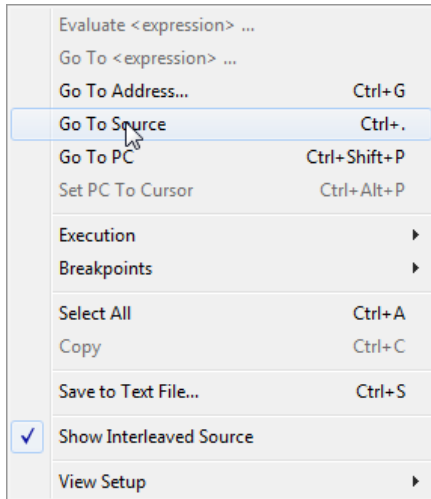 Evaluate <expression> ...
Go To <expression> ...
Go To Address... Ctrl+G
Go To Source Ctrl+.
Go To PC Ctrl+Shift+P
Set PC To Cursor Ctrl+Alt+P
Execution
Breakpoints
Select All Ctrl+A
Copy Ctrl+C
Save to Text File... Ctrl+S
Show Interleaved Source
View Setup